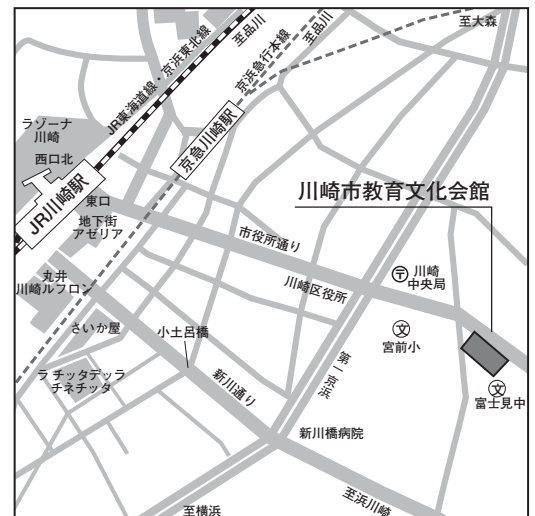 至品川
至品川
至大森
JR東海道線・京浜東北線
京浜急行本線
京急川崎駅
ラゾーナ
川崎
西口北
JR川崎駅
東口
地下街
アゼリア
川崎市教育文化会館
市役所通り
川崎
中央局
川崎区役所
丸井
川崎ルフロン
さいか屋
小土呂橋
文
宮前小
第一京浜
ラ チッタデッラ
チネチッタ
新川通り
文
富士見中
新川橋病院
至横浜
至浜川崎